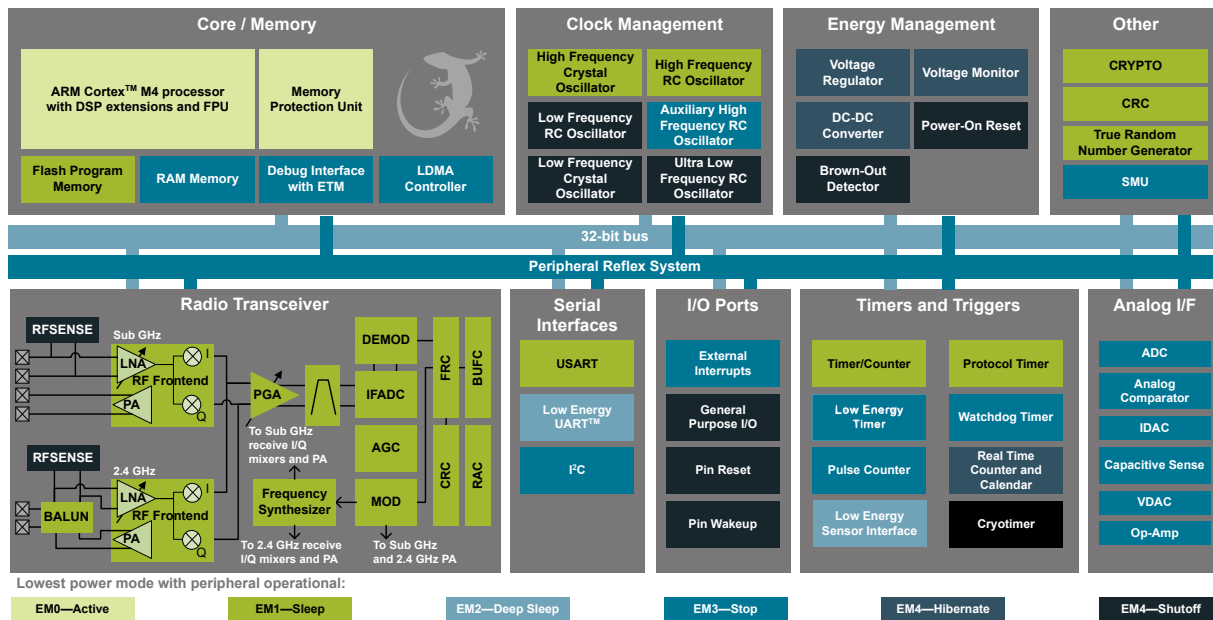 Core / Memory
ARM Cortex™ M4 processor
with DSP extensions and FPU
Memory
Protection Unit
Flash Program
Memory
RAM Memory
Debug Interface
with ETM
LDMA
Controller
Clock Management
High Frequency
Crystal
Oscillator
High Frequency
RC Oscillator
Low Frequency
RC Oscillator
Auxiliary High
Frequency RC
Oscillator
Low Frequency
Crystal
Oscillator
Ultra Low
Frequency RC
Oscillator
Energy Management
Voltage
Regulator
Voltage Monitor
DC-DC
Converter
Power-On Reset
Brown-Out
Detector
Other
CRYPTO
CRC
True Random
Number Generator
SMU
32-bit bus
Peripheral Reflex System
Radio Transceiver
RFSENSE
Sub GHz
LNA
RF Frontend
PA
I
Q
RFSENSE
2.4 GHz
LNA
RF Frontend
PA
I
Q
BALUN
PGA
To Sub GHz
receive I/Q
mixers and PA
Frequency
Synthesizer
To 2.4 GHz receive
I/Q mixers and PA
DEMOD
IFADC
AGC
MOD
To Sub GHz
and 2.4 GHz PA
FRC
BUFC
CRC
RAC
Serial
Interfaces
USART
Low Energy
UART™
I²C
I/O Ports
External
Interrupts
General
Purpose I/O
Pin Reset
Pin Wakeup
Timers and Triggers
Timer/Counter
Protocol Timer
Low Energy
Timer
Watchdog Timer
Pulse Counter
Real Time
Counter and
Calendar
Low Energy
Sensor Interface
Cryotimer
Analog I/F
ADC
Analog
Comparator
IDAC
Capacitive Sense
VDAC
Op-Amp
Lowest power mode with peripheral operational:
EM0—Active
EM1—Sleep
EM2—Deep Sleep
EM3—Stop
EM4—Hibernate
EM4—Shutoff